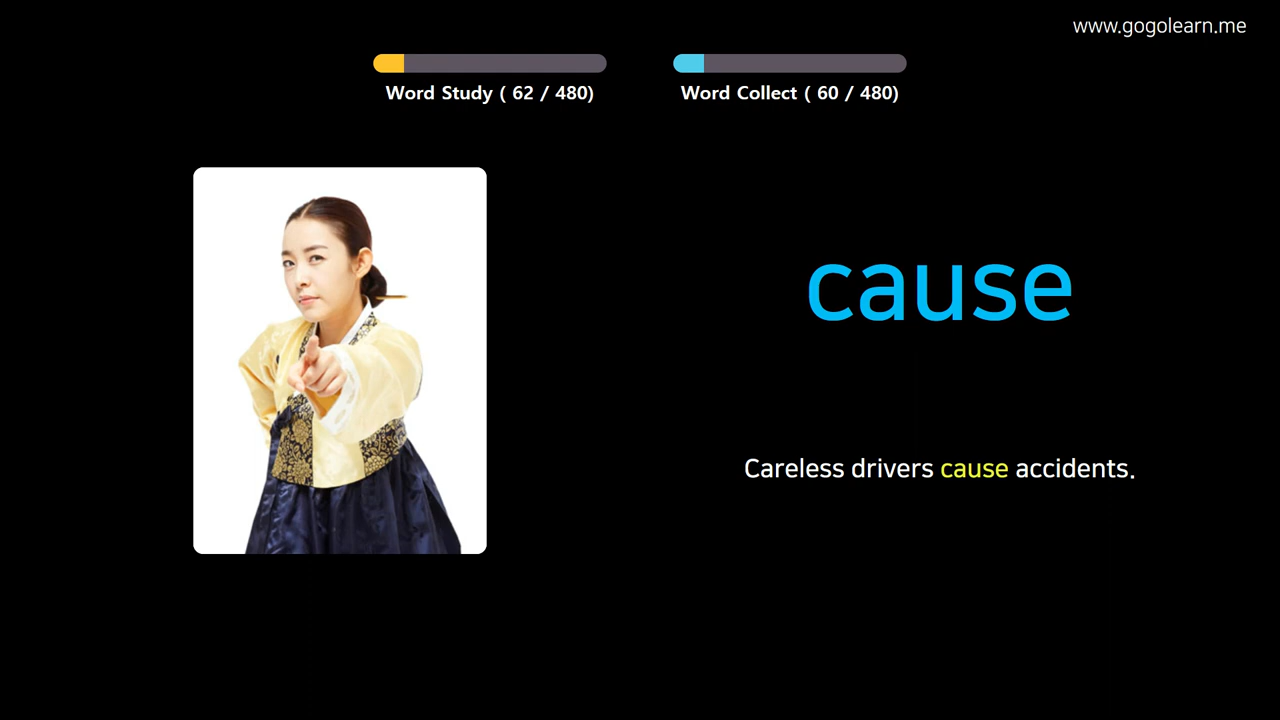 www.gogolearn.me
Word Study ( 62 / 480)
Word Collect ( 60 / 480)
cause
Careless drivers cause accidents.